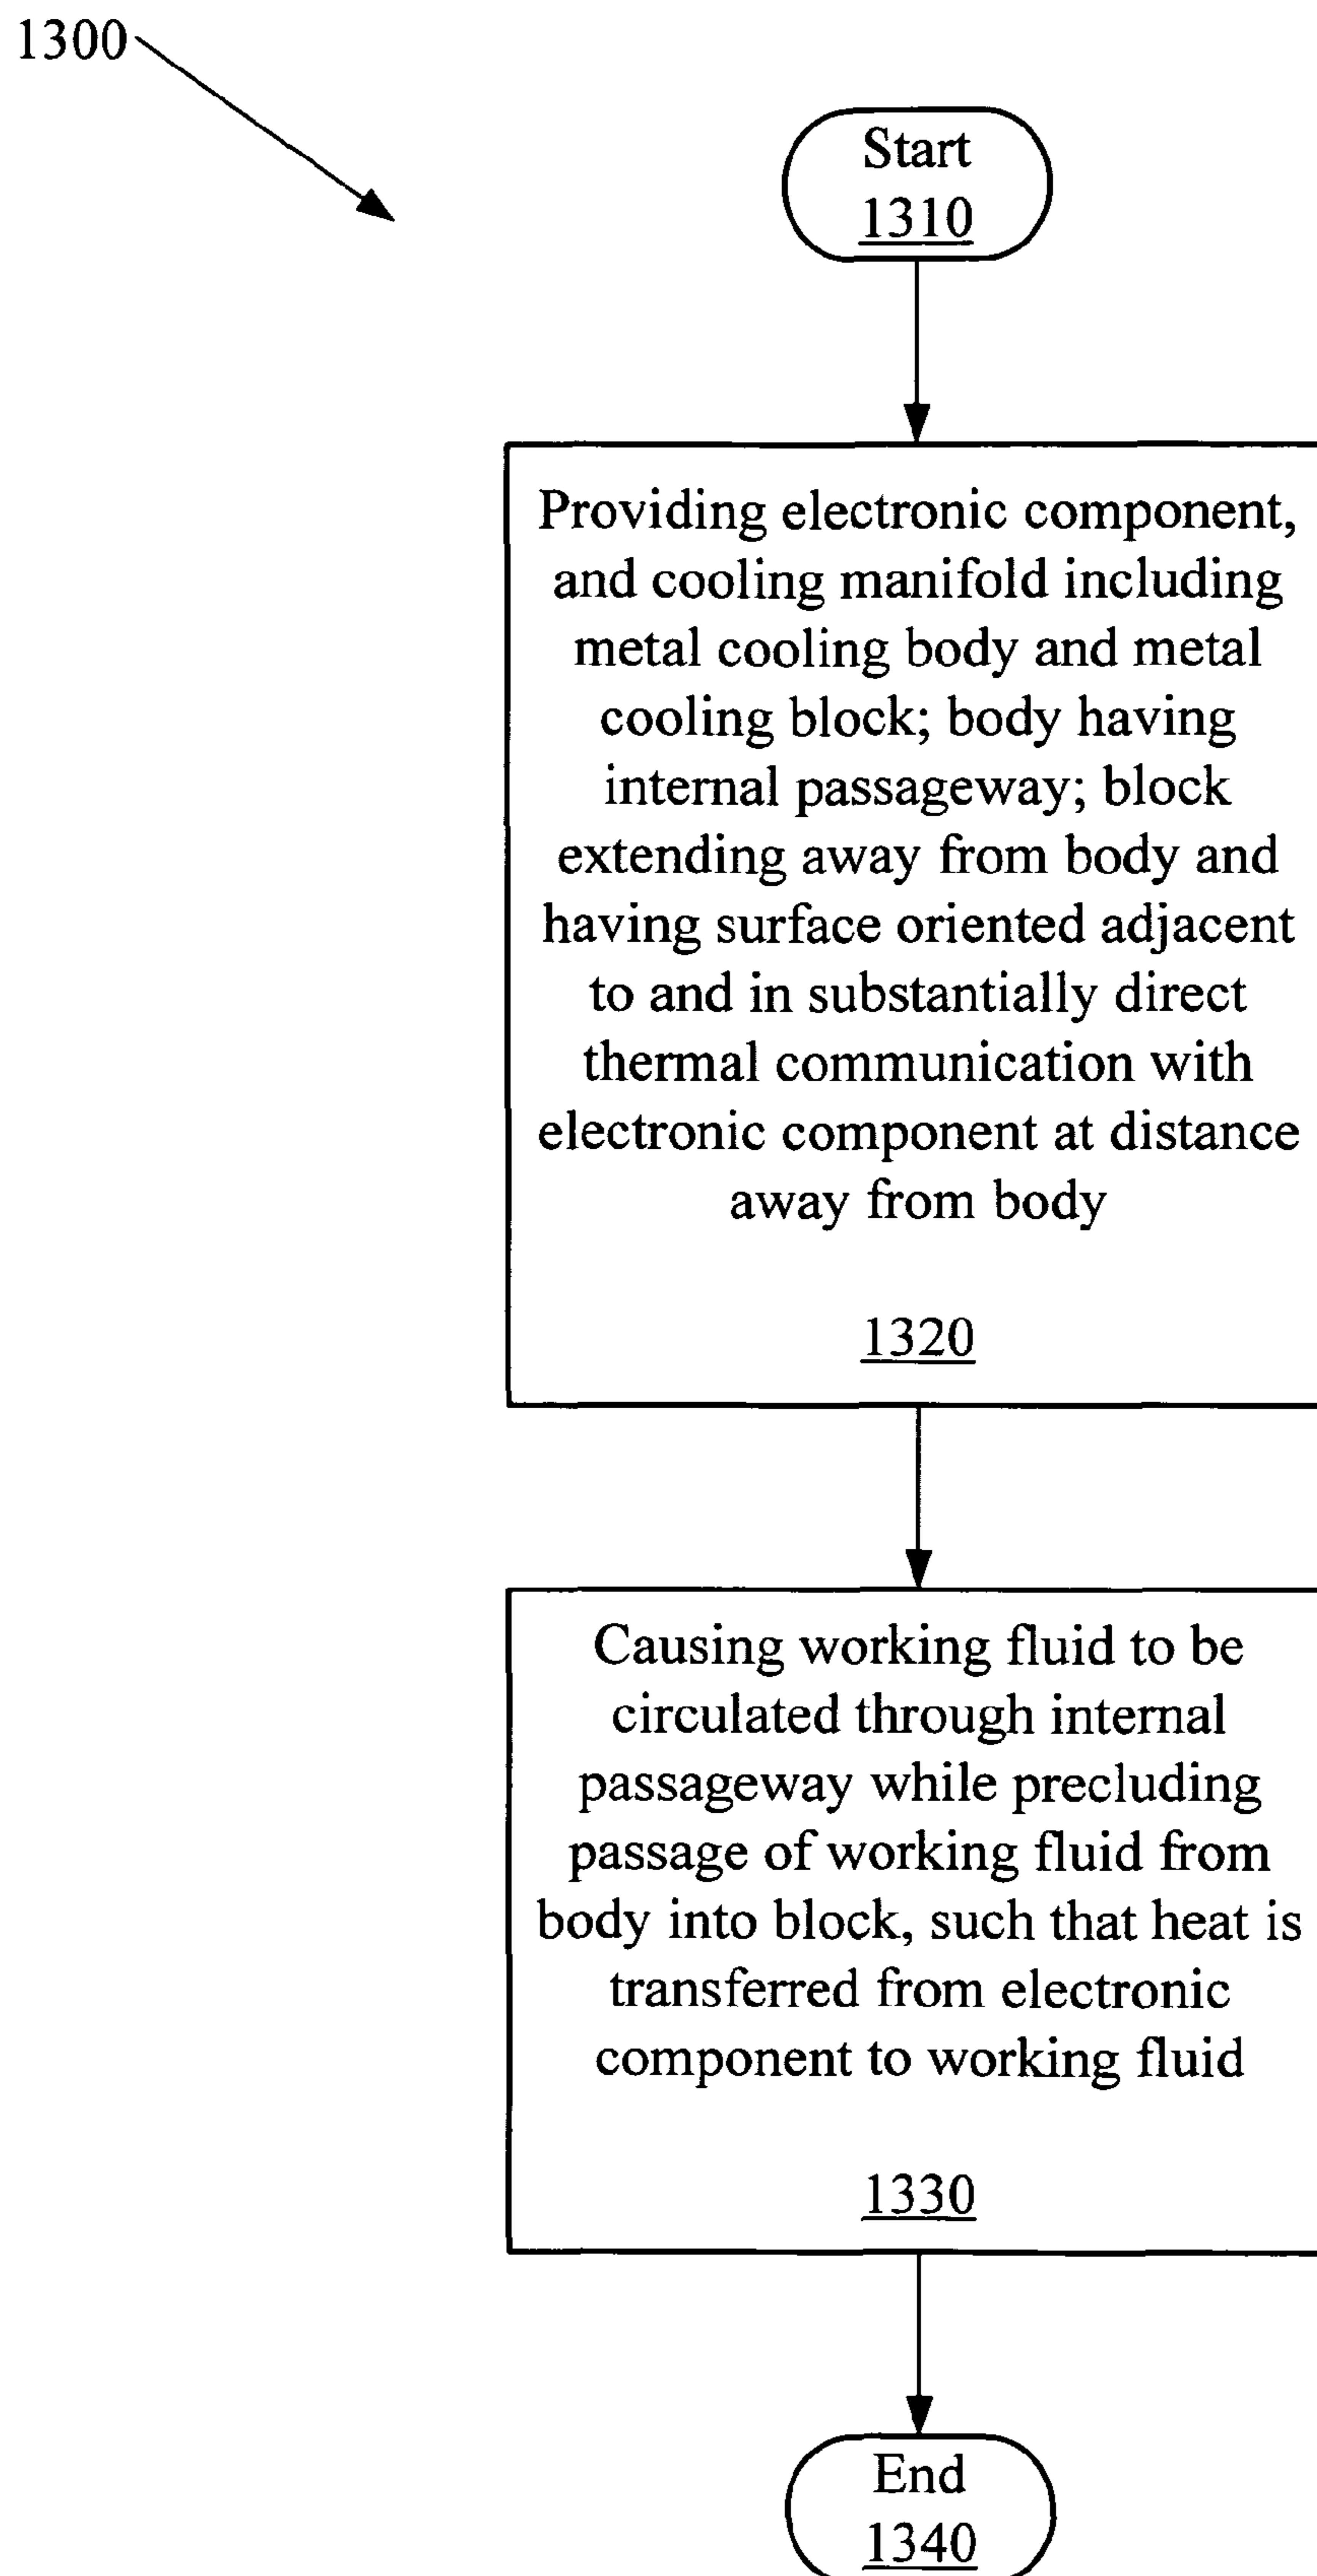 1300
Start
1310
Providing electronic component,
and cooling manifold including
metal cooling body and metal
cooling block; body having
internal passageway; block
extending away from body and
having surface oriented adjacent
to and in substantially direct
thermal communication with
electronic component at distance
away from body
1320
Causing working fluid to be
circulated through internal
passageway while precluding
passage of working fluid from
body into block, such that heat is
transferred from electronic
component to working fluid
1330
End
1340